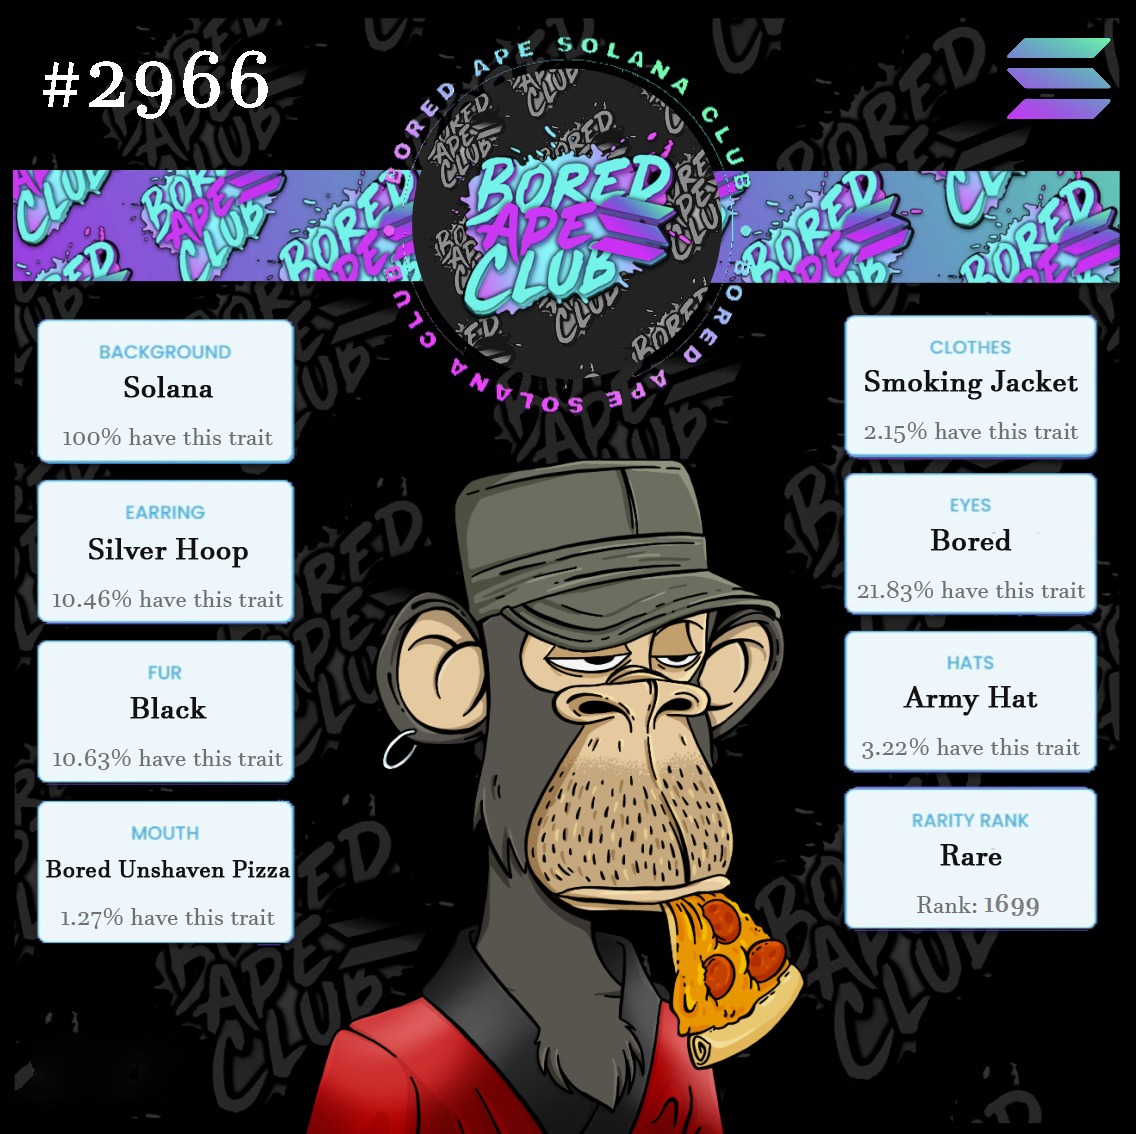 #2966
BORED APE SOLANA CLUB
BORED
APE
CLUB
BORED APE SOLANA CLUB
BACKGROUND
Solana
100% have this trait
EARRING
Silver Hoop
10.46% have this trait
FUR
Black
10.63% have this trait
MOUTH
Bored Unshaven Pizza
1.27% have this trait
CLOTHES
Smoking Jacket
2.15% have this trait
EYES
Bored
21.83% have this trait
HATS
Army Hat
3.22% have this trait
RARITY RANK
Rare
Rank: 1699